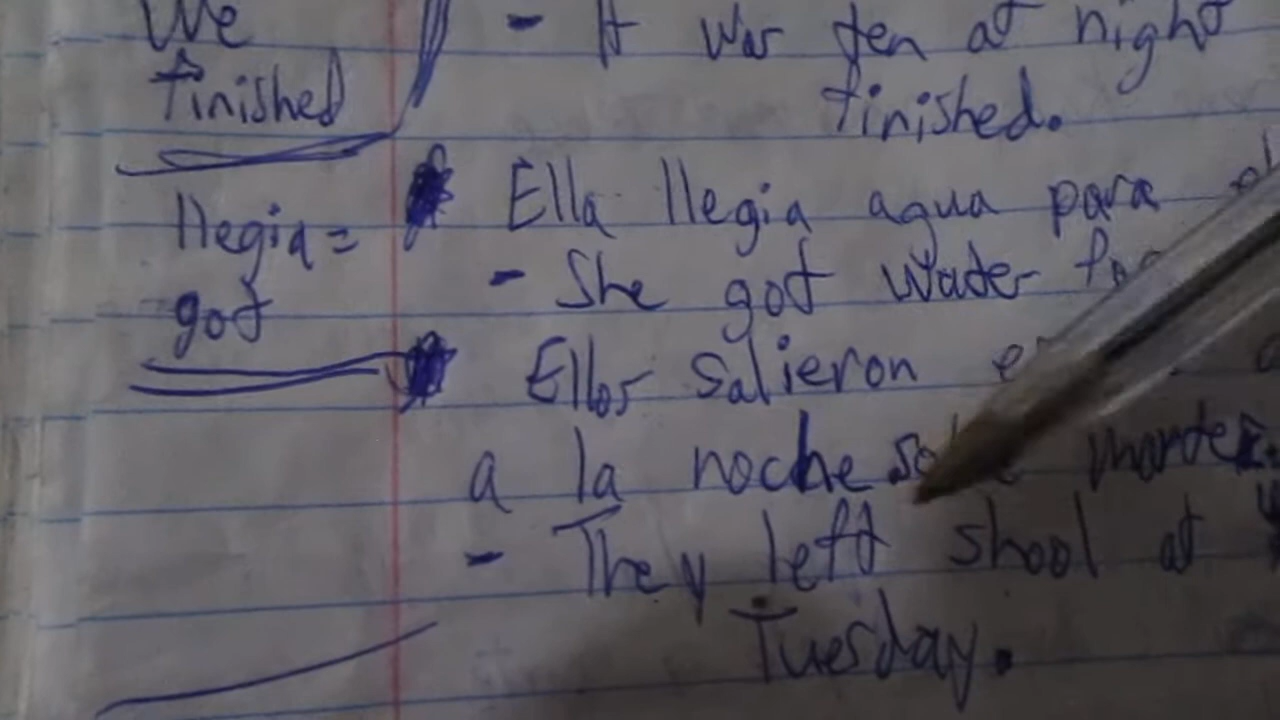 We
finished
- It was ten at night
finished.
llegia =
got
Ella llegia agua para
- She got water
Ellos salieron
a la noche
- They left shool at
Tuesday.